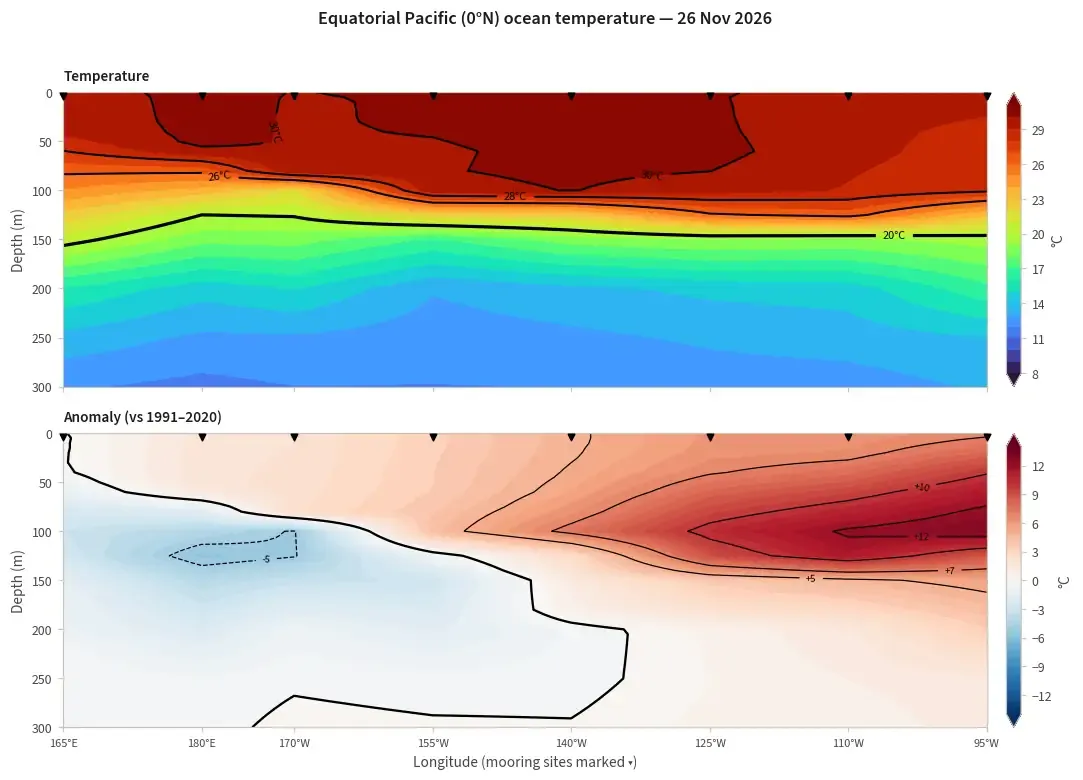 Equatorial Pacific (0°N) ocean temperature — 26 Nov 2026
Temperature
0
50
100
150
200
250
300
Depth (m)
30°C
26°C
28°C
30°C
20°C
29
26
23
20
17
14
11
8
°C
Anomaly (vs 1991–2020)
0
50
100
150
200
250
300
Depth (m)
-5
+10
+12
+7
+5
12
9
6
3
0
−3
−6
−9
−12
°C
165°E 180°E 170°W 155°W 140°W 125°W 110°W 95°W
Longitude (mooring sites marked ▾)